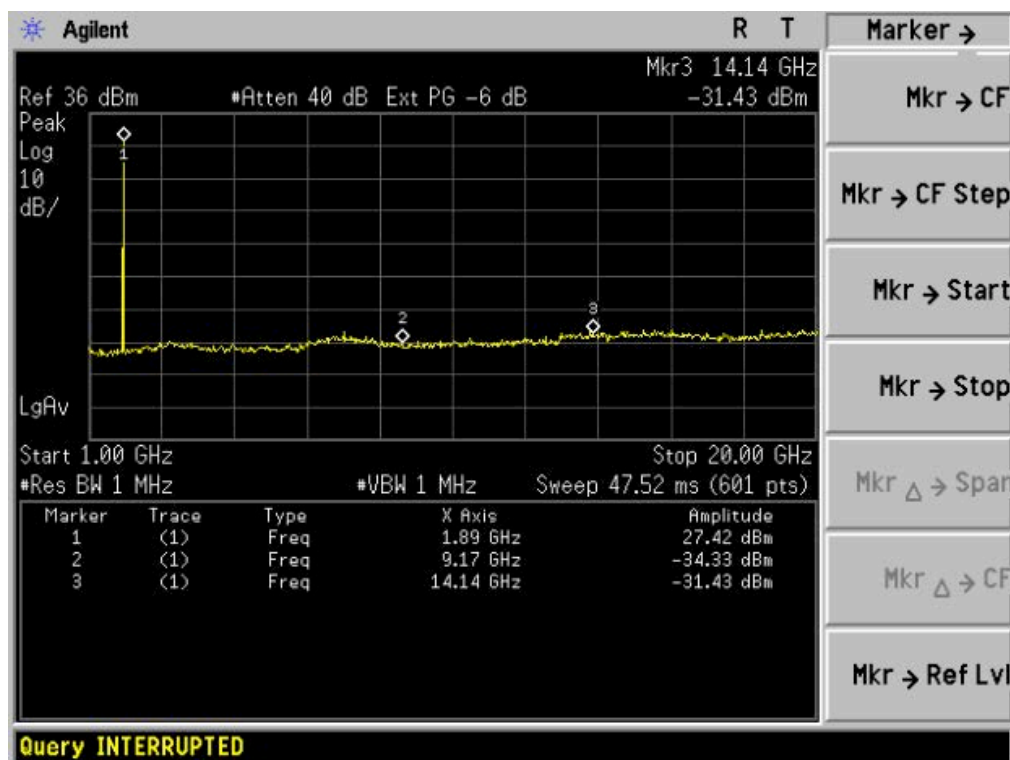 Agilent R T
Mkr3 14.14 GHz
Ref 36 dBm #Atten 40 dB Ext PG -6 dB -31.43 dBm
Peak
Log
10
dB/
1
2
3
LgAv
Start 1.00 GHz Stop 20.00 GHz
#Res BW 1 MHz #VBW 1 MHz Sweep 47.52 ms (601 pts)
Marker Trace Type X Axis Amplitude
1 (1) Freq 1.89 GHz 27.42 dBm
2 (1) Freq 9.17 GHz -34.33 dBm
3 (1) Freq 14.14 GHz -31.43 dBm
Query INTERRUPTED
Marker →
Mkr → CF
Mkr → CF Step
Mkr → Start
Mkr → Stop
Mkr Δ → Span
Mkr Δ → CF
Mkr → Ref Lvl